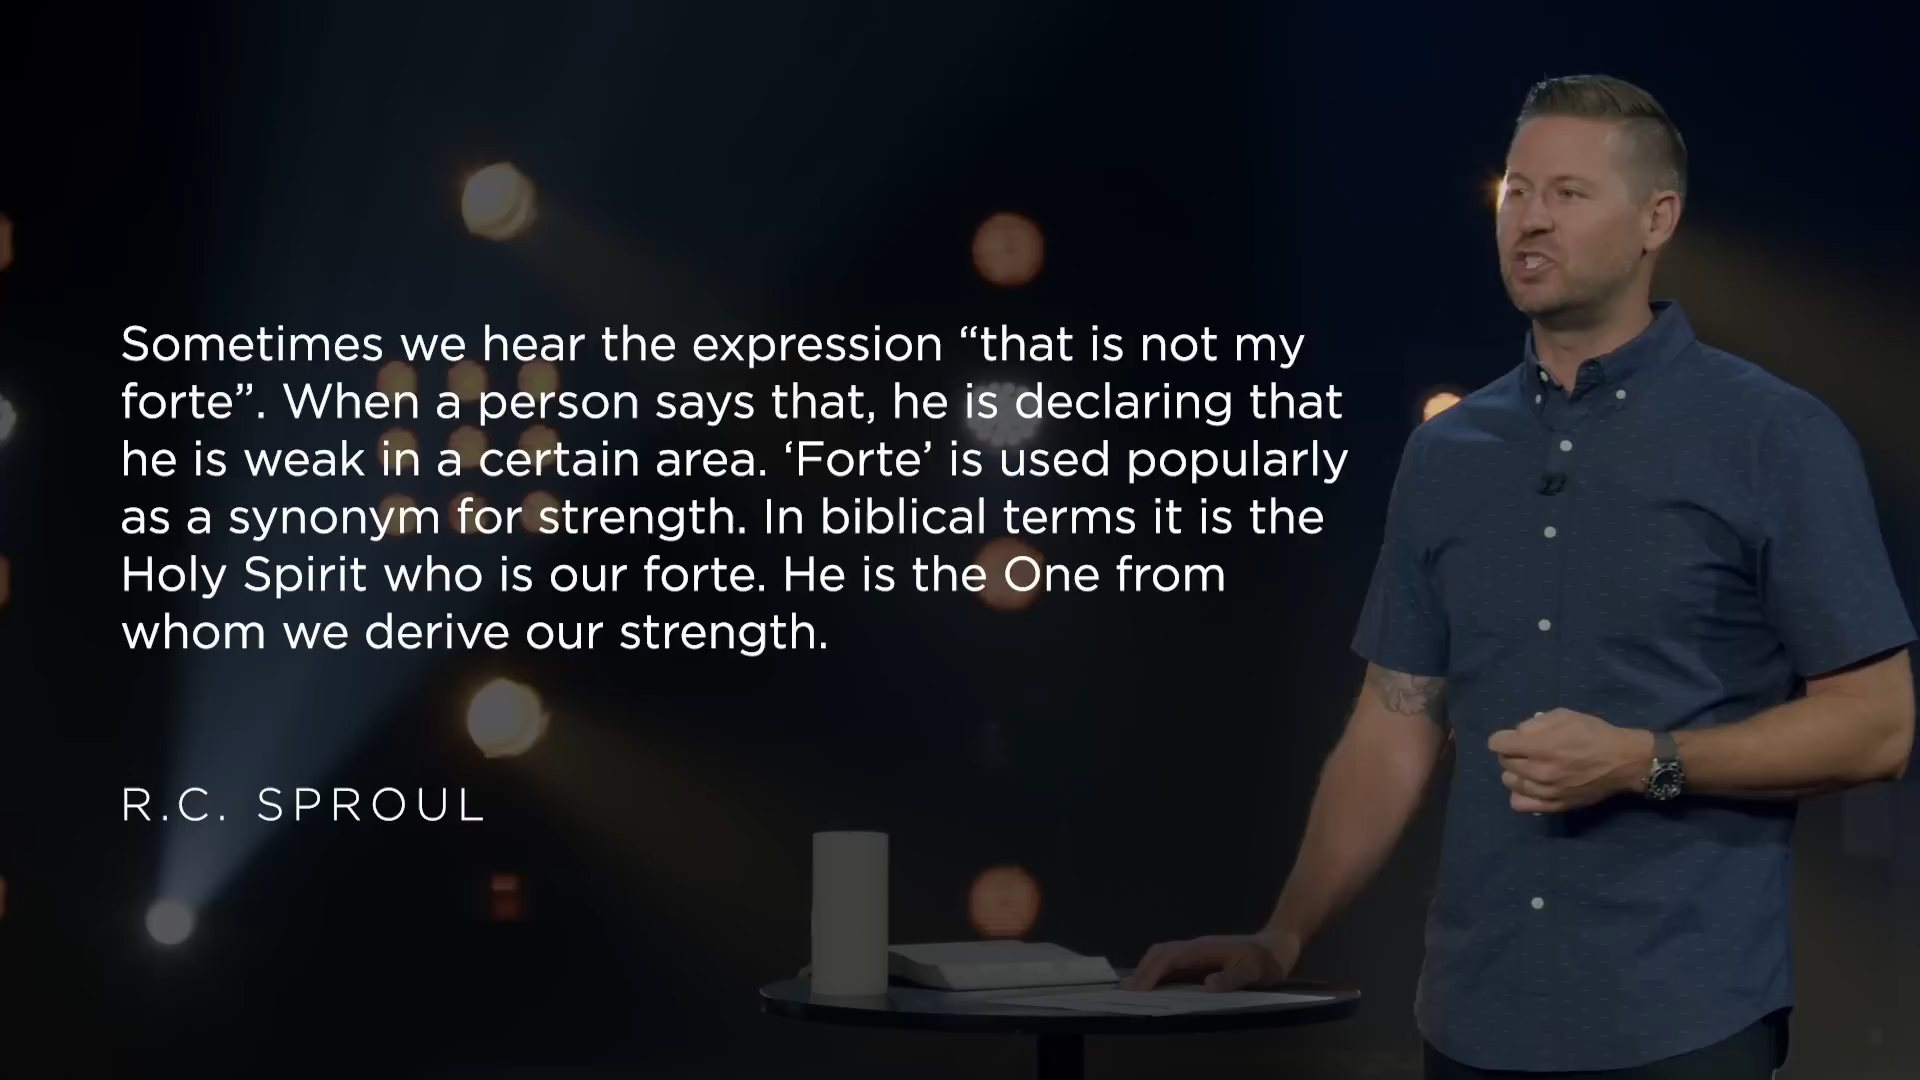 Sometimes we hear the expression “that is not my
forte”. When a person says that, he is declaring that
he is weak in a certain area. ‘Forte’ is used popularly
as a synonym for strength. In biblical terms it is the
Holy Spirit who is our forte. He is the One from
whom we derive our strength.
R.C. SPROUL